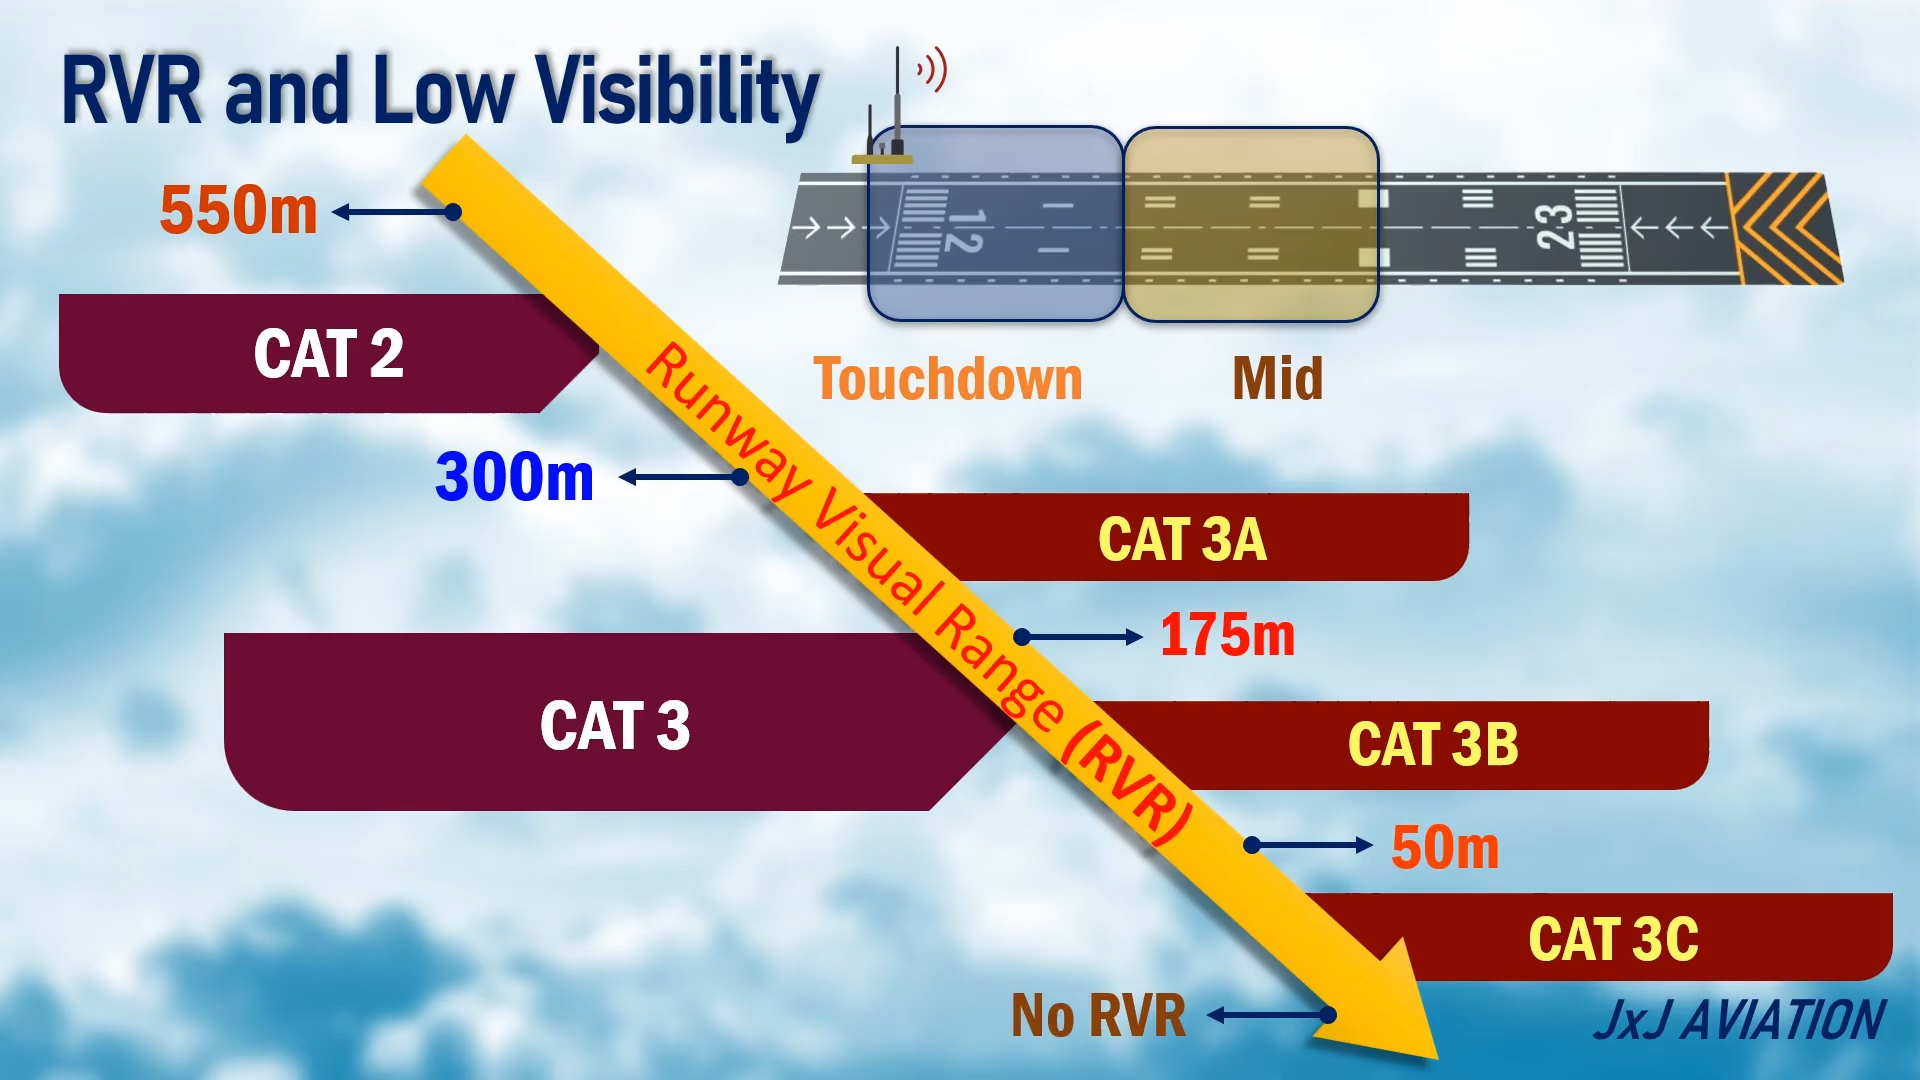 RVR and Low Visibility
12
23
550m
Touchdown
Mid
CAT 2
Runway Visual Range (RVR)
300m
CAT 3A
175m
CAT 3
CAT 3B
50m
CAT 3C
No RVR
JxJ AVIATION